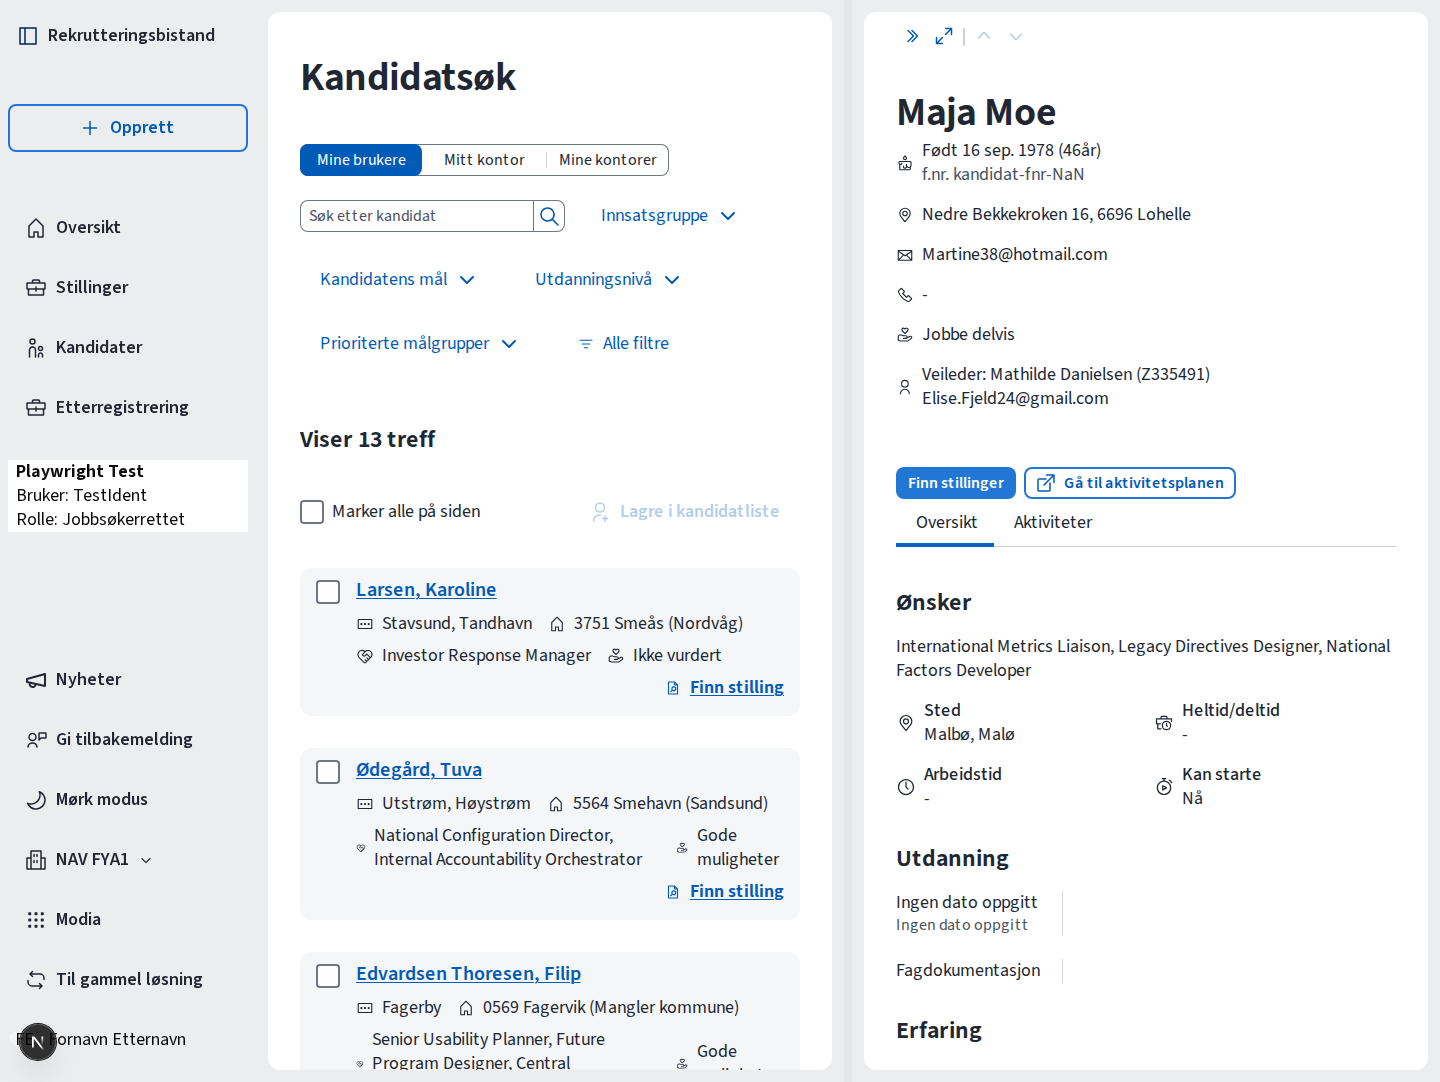 Rekrutteringsbistand
Opprett
Oversikt
Stillinger
Kandidater
Etterregistrering
Playwright Test
Bruker: TestIdent
Rolle: Jobbsøkerrettet
Nyheter
Gi tilbakemelding
Mørk modus
NAV FYA1
Modia
Til gammel løsning
Fornavn Etternavn
Kandidatsøk
Mine brukere
Mitt kontor
Mine kontorer
Søk etter kandidat
Innsatsgruppe
Kandidatens mål
Utdanningsnivå
Prioriterte målgrupper
Alle filtre
Viser 13 treff
Marker alle på siden
Lagre i kandidatliste
Larsen, Karoline
Stavsund, Tandhavn
3751 Smeås (Nordvåg)
Investor Response Manager
Ikke vurdert
Finn stilling
Ødegård, Tuva
Utstrøm, Høystrøm
5564 Smehavn (Sandsund)
National Configuration Director,
Internal Accountability Orchestrator
Gode
muligheter
Finn stilling
Edvardsen Thoresen, Filip
Fagerby
0569 Fagervik (Mangler kommune)
Senior Usability Planner, Future
Program Designer, Central
Gode
Maja Moe
Født 16 sep. 1978 (46år)
f.nr. kandidat-fnr-NaN
Nedre Bekkekroken 16, 6696 Lohelle
Martine38@hotmail.com
-
Jobbe delvis
Veileder: Mathilde Danielsen (Z335491)
Elise.Fjeld24@gmail.com
Finn stillinger
Gå til aktivitetsplanen
Oversikt
Aktiviteter
Ønsker
International Metrics Liaison, Legacy Directives Designer, National
Factors Developer
Sted
Malbø, Malø
Heltid/deltid
-
Arbeidstid
-
Kan starte
Nå
Utdanning
Ingen dato oppgitt
Ingen dato oppgitt
Fagdokumentasjon
Erfaring